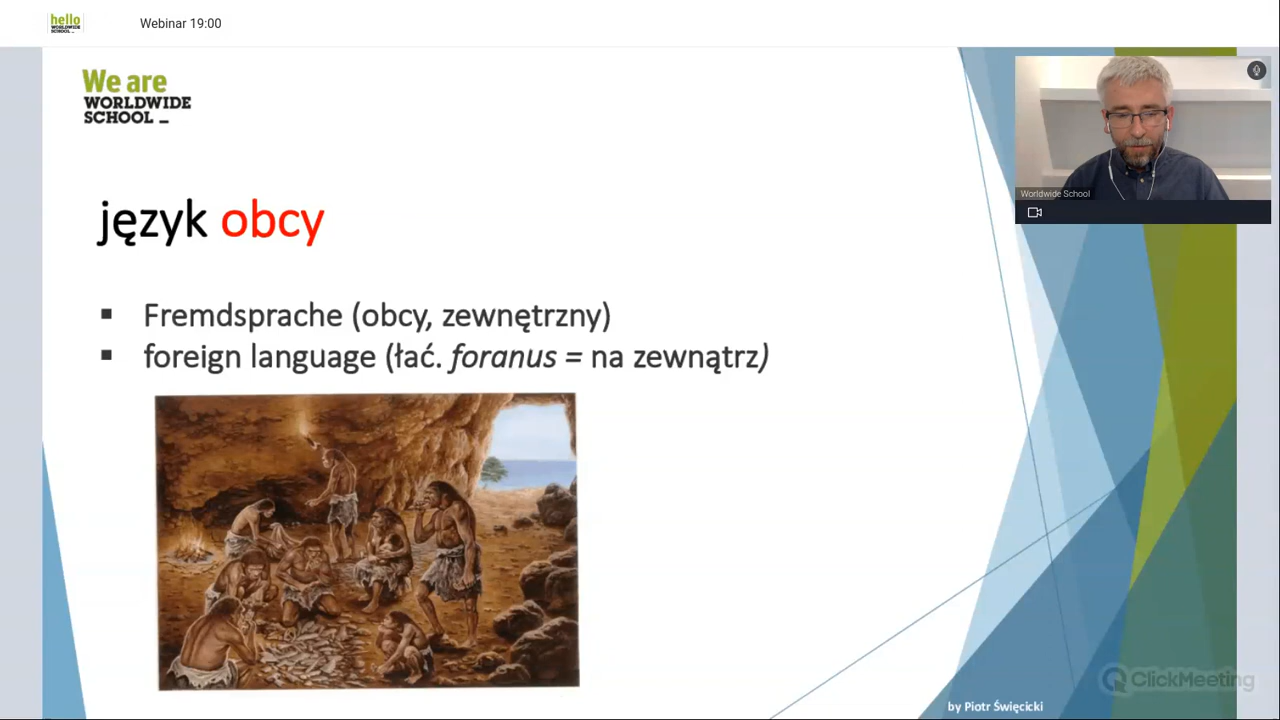 hello
WORLDWIDE
SCHOOL _
Webinar 19:00
We are
WORLDWIDE
SCHOOL _
Worldwide School
język obcy
▪ Fremdsprache (obcy, zewnętrzny)
▪ foreign language (łać. foranus = na zewnątrz)
ClickMeeting
by Piotr Święcicki